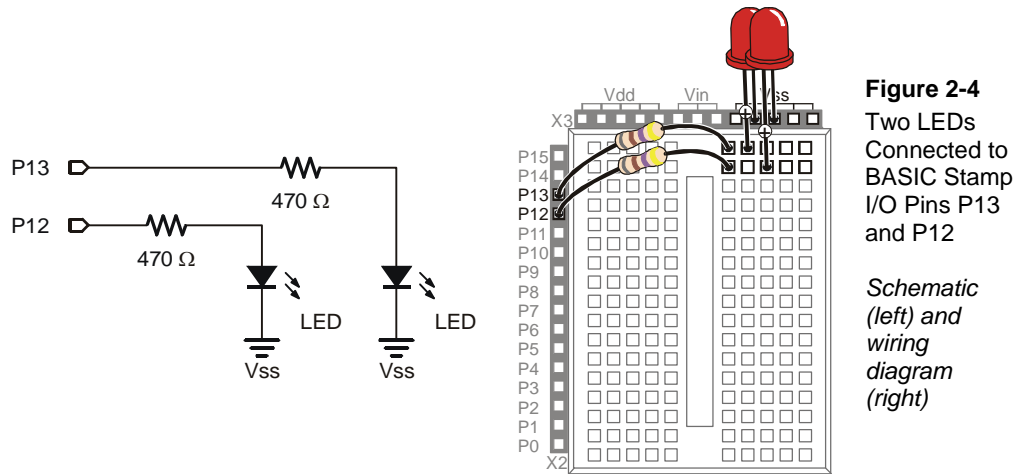 P13
470 Ω
P12
470 Ω
LED
LED
Vss
Vss
Vdd
Vin
Vss
X3
P15
P14
P13
P12
P11
P10
P9
P8
P7
P6
P5
P4
P3
P2
P1
P0
X2
Figure 2-4
Two LEDs
Connected to
BASIC Stamp
I/O Pins P13
and P12
Schematic
(left) and
wiring
diagram
(right)